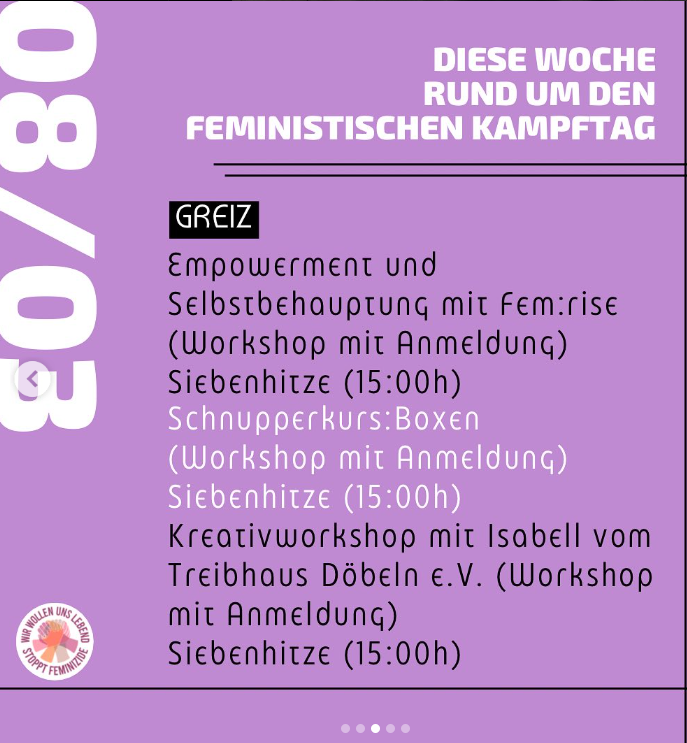 DIESE WOCHE
RUND UM DEN
FEMINISTISCHEN KAMPFTAG
08/03
GREIZ
Empowerment und
Selbstbehauptung mit Fem:rise
(Workshop mit Anmeldung)
Siebenhitze (15:00h)
Schnupperkurs:Boxen
(Workshop mit Anmeldung)
Siebenhitze (15:00h)
Kreativworkshop mit Isabell vom
Treibhaus Döbeln e.V. (Workshop
mit Anmeldung)
Siebenhitze (15:00h)
WIR WOLLEN UNS LEBEND
STOPPT FEMINIZIDE